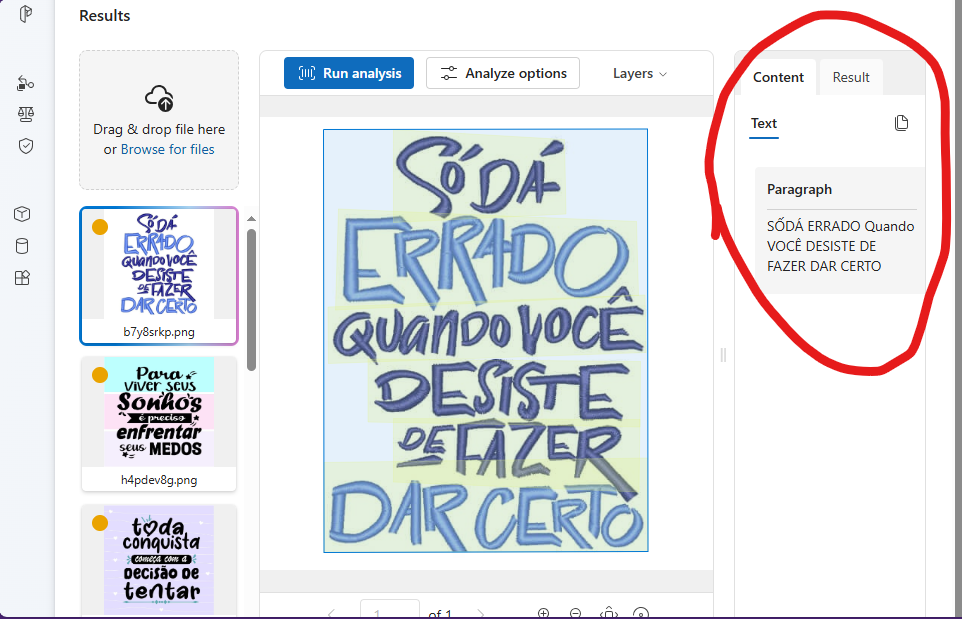 Results
Drag & drop file here
or Browse for files
b7y8srkp.png
h4pdev8g.png
SÓ DÁ
ERRADO
QUANDO VOCÊ
DESISTE
DE FAZER
DAR CERTO
Para
VIVER SEUS
Sonhos
é preciso
enfrentar
seus MEDOS
toda
conquista
começa com a
DECISÃO DE
tentar
Run analysis
Analyze options
Layers
SÓ DÁ
ERRADO
QUANDO VOCÊ
DESISTE
DE FAZER
DAR CERTO
1
of 1
Content
Result
Text
Paragraph
SŐDÁ ERRADO Quando
VOCÊ DESISTE DE
FAZER DAR CERTO